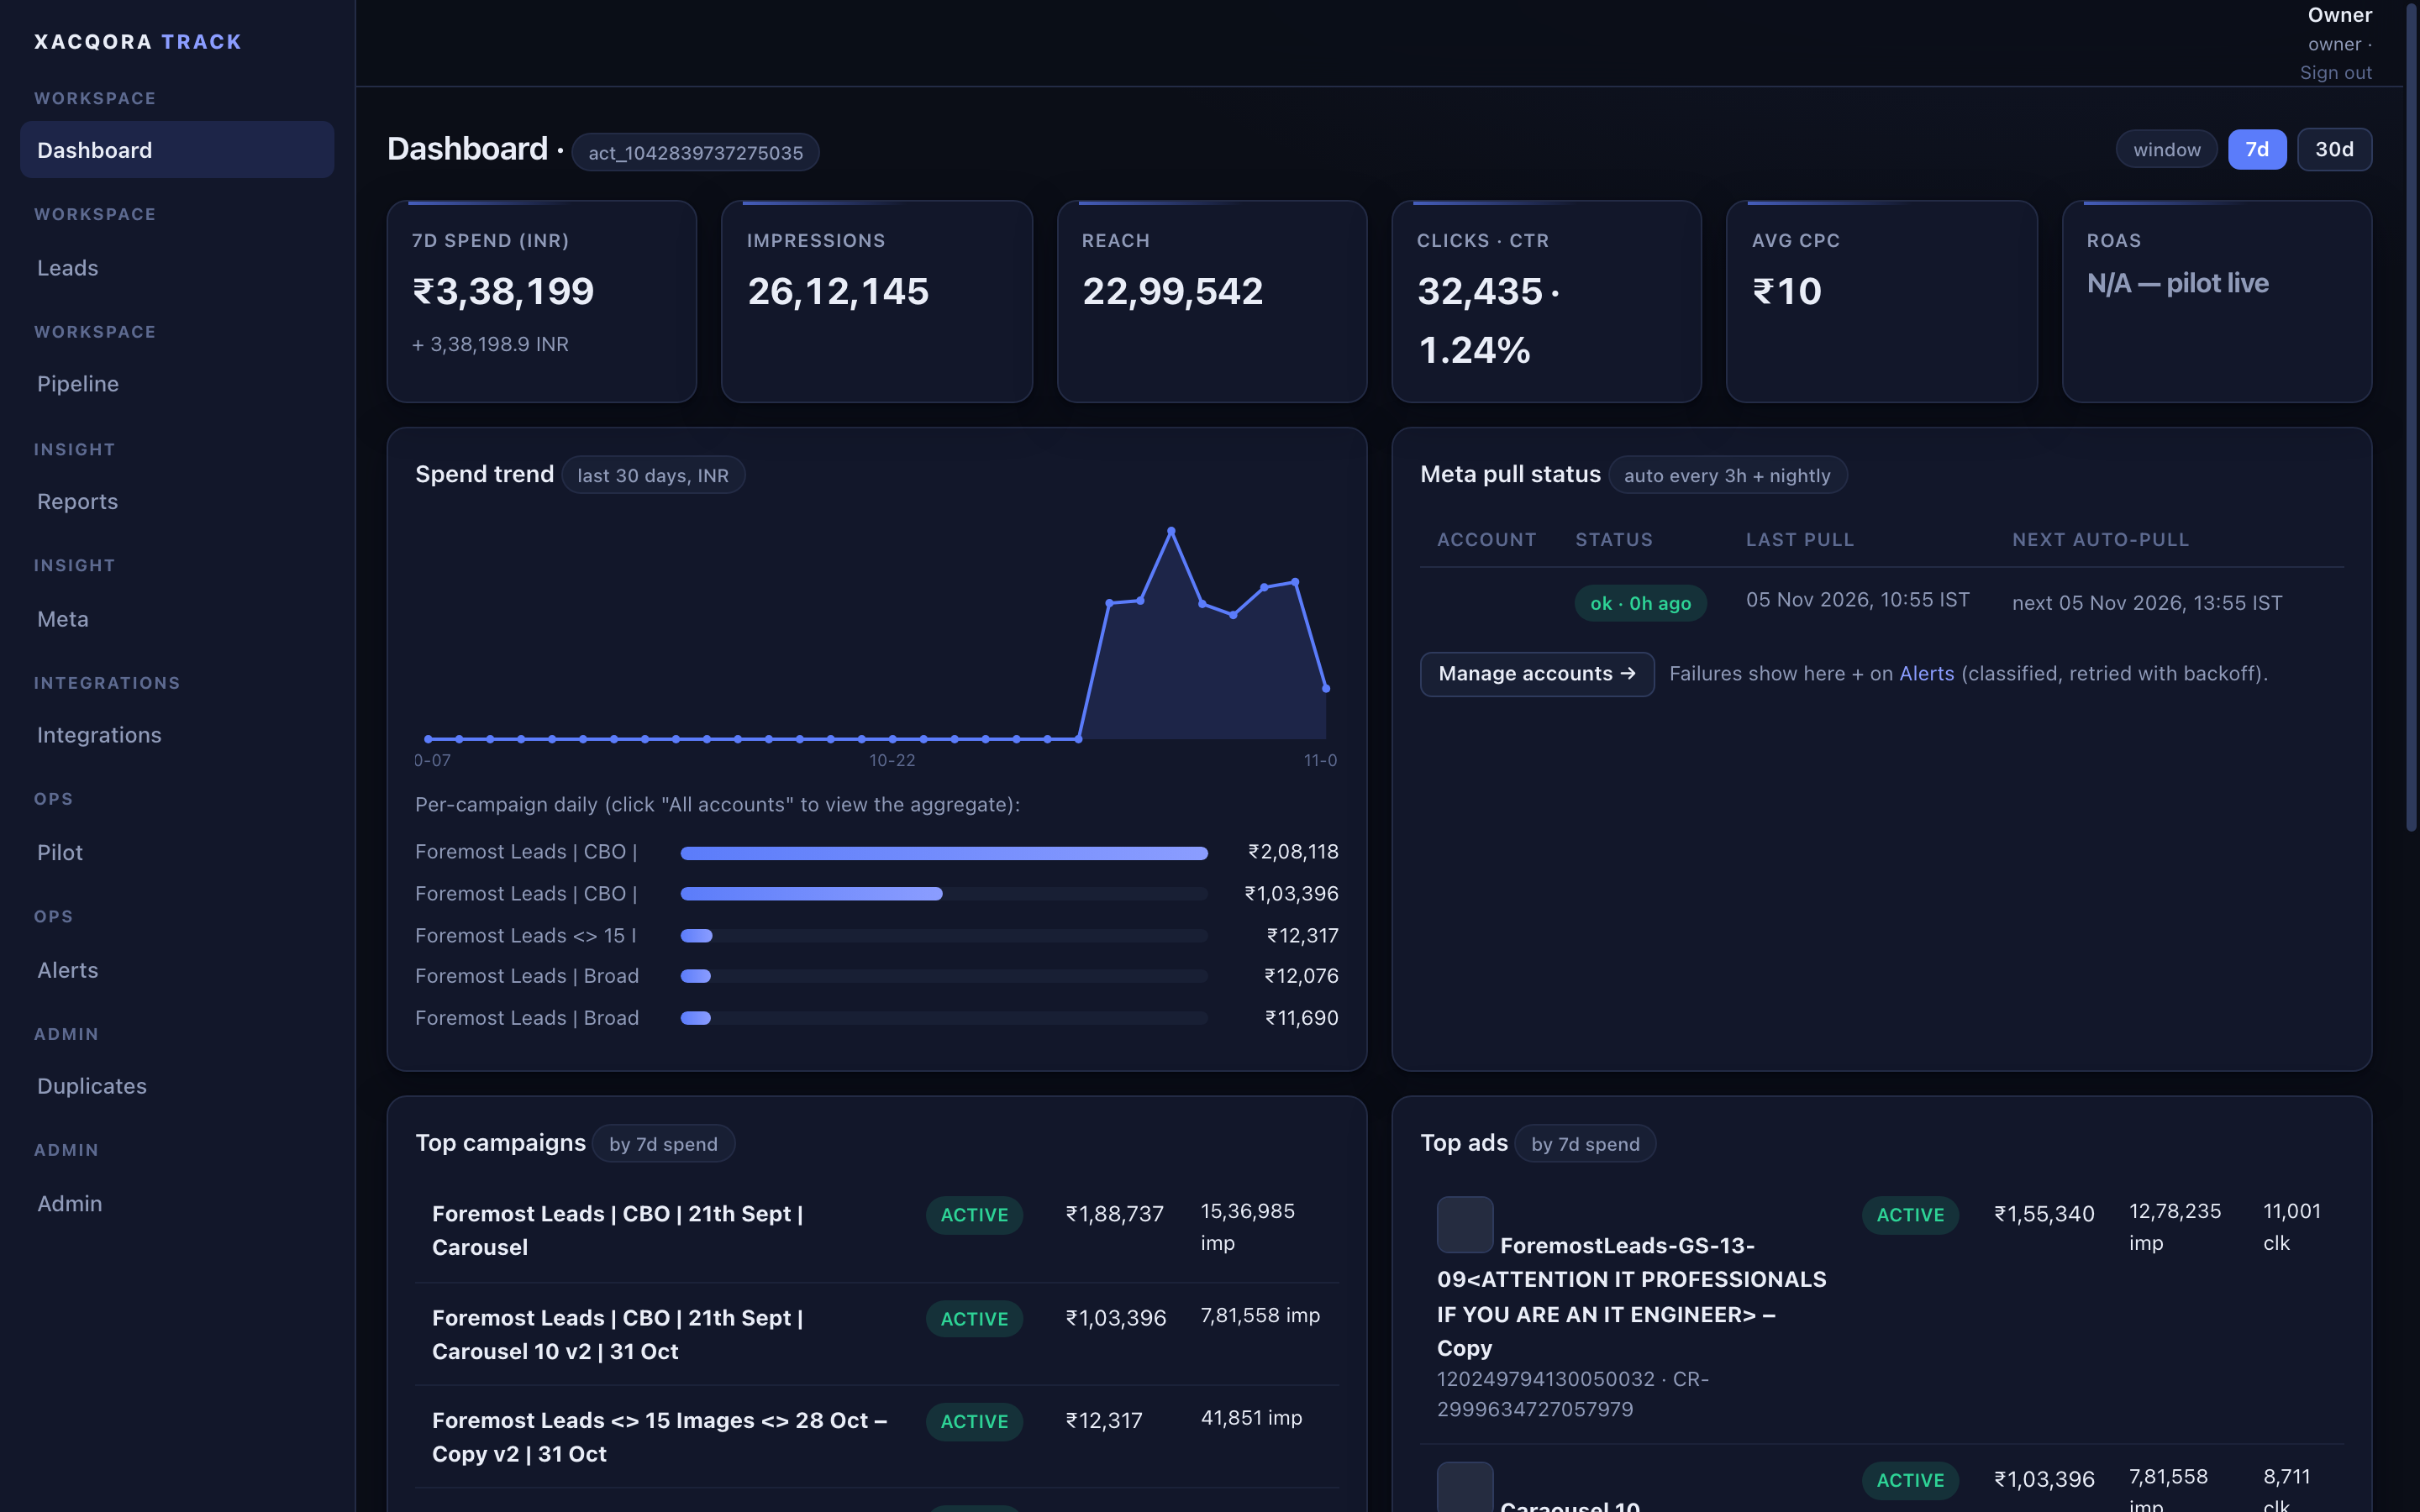 XACQORA TRACK
WORKSPACE
Dashboard
WORKSPACE
Leads
WORKSPACE
Pipeline
INSIGHT
Reports
INSIGHT
Meta
INTEGRATIONS
Integrations
OPS
Pilot
OPS
Alerts
ADMIN
Duplicates
ADMIN
Admin
Owner
owner ·
Sign out
Dashboard · act_1042839737275035
window 7d 30d
7D SPEND (INR)
₹3,38,199
+ 3,38,198.9 INR
IMPRESSIONS
26,12,145
REACH
22,99,542
CLICKS · CTR
32,435 ·
1.24%
AVG CPC
₹10
ROAS
N/A — pilot live
Spend trend last 30 days, INR
0-07 10-22 11-0
Per-campaign daily (click "All accounts" to view the aggregate):
Foremost Leads | CBO | ₹2,08,118
Foremost Leads | CBO | ₹1,03,396
Foremost Leads <> 15 I ₹12,317
Foremost Leads | Broad ₹12,076
Foremost Leads | Broad ₹11,690
Meta pull status auto every 3h + nightly
ACCOUNT STATUS LAST PULL NEXT AUTO-PULL
ok · 0h ago 05 Nov 2026, 10:55 IST next 05 Nov 2026, 13:55 IST
Manage accounts → Failures show here + on Alerts (classified, retried with backoff).
Top campaigns by 7d spend
Foremost Leads | CBO | 21th Sept | ACTIVE ₹1,88,737 15,36,985
Carousel imp
Foremost Leads | CBO | 21th Sept | ACTIVE ₹1,03,396 7,81,558 imp
Carousel 10 v2 | 31 Oct
Foremost Leads <> 15 Images <> 28 Oct – ACTIVE ₹12,317 41,851 imp
Copy v2 | 31 Oct
Top ads by 7d spend
ACTIVE ₹1,55,340 12,78,235 11,001
ForemostLeads-GS-13- imp clk
09<ATTENTION IT PROFESSIONALS
IF YOU ARE AN IT ENGINEER> –
Copy
120249794130050032 · CR-
2999634727057979
ACTIVE ₹1,03,396 7,81,558 8,711
Caraousel 10 imp clk